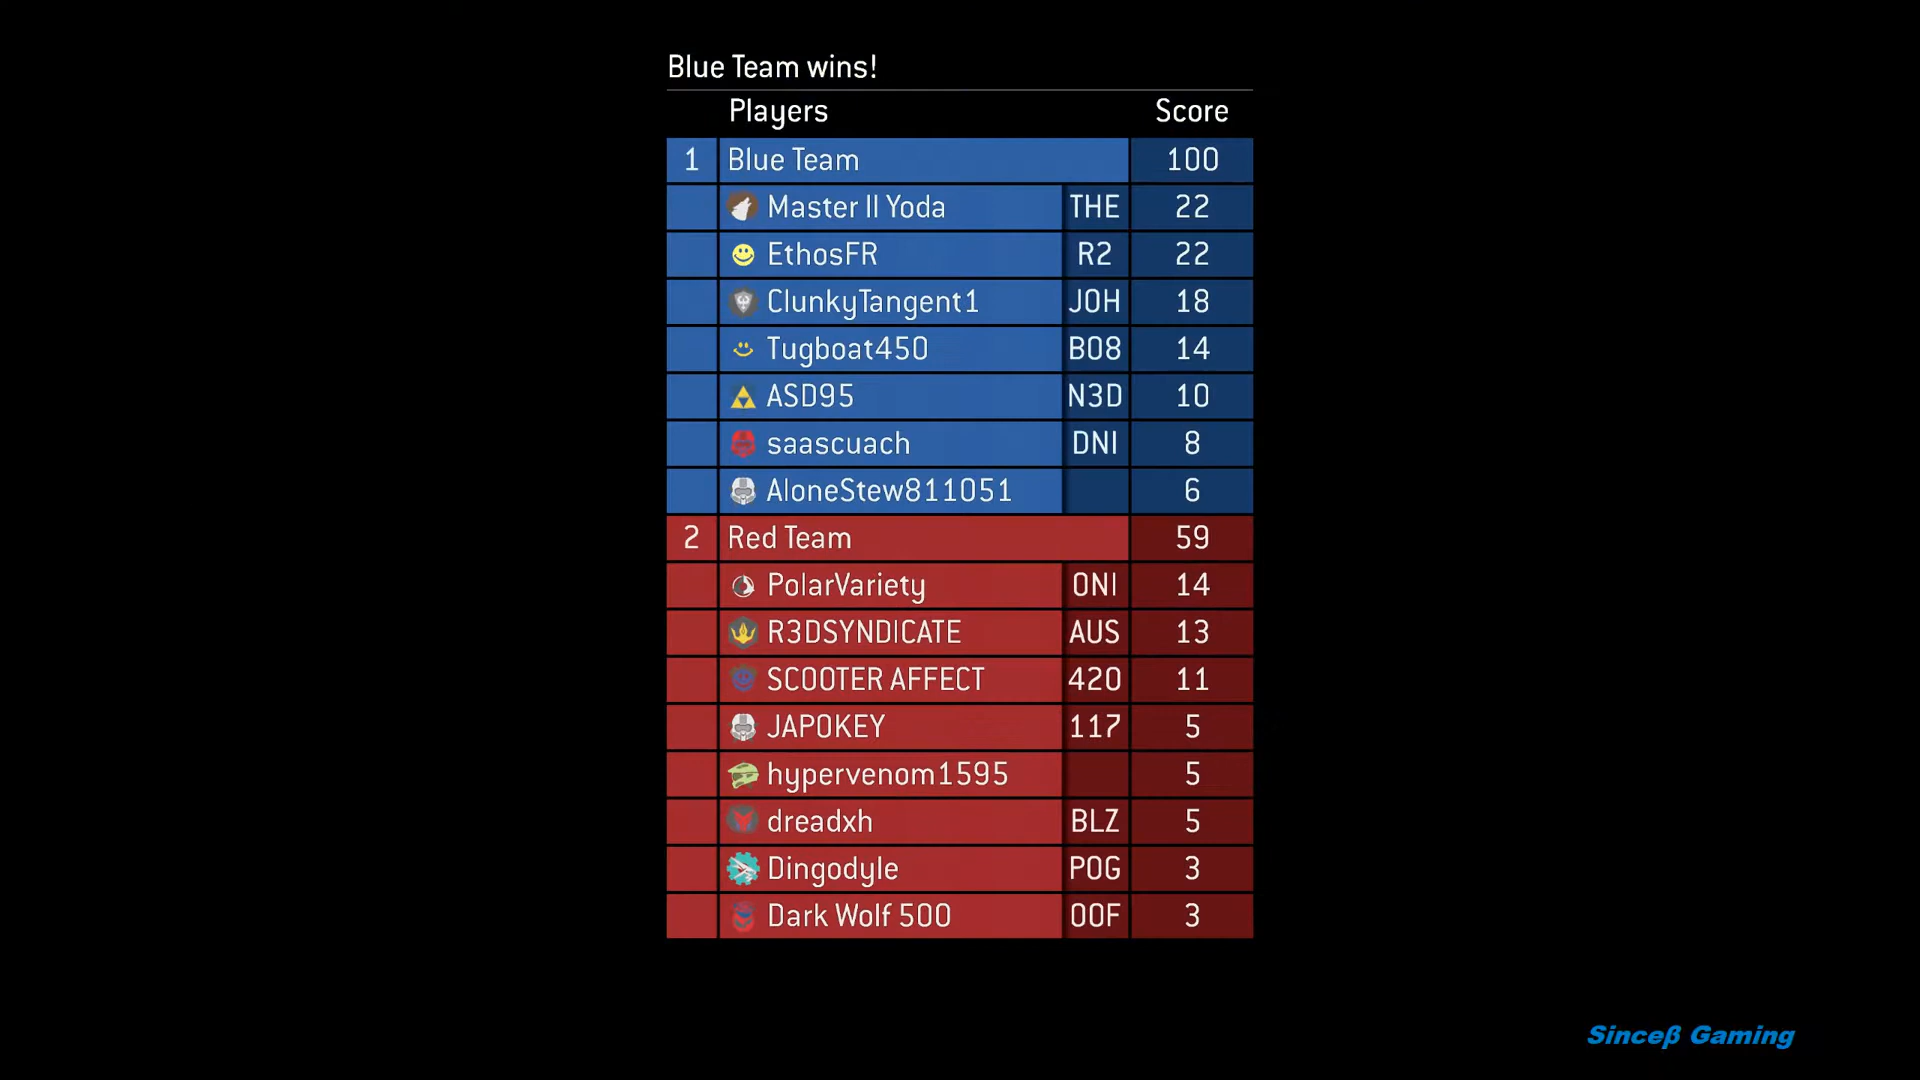 Blue Team wins!
Players Score
1 Blue Team 100
Master II Yoda THE 22
EthosFR R2 22
ClunkyTangent1 JOH 18
Tugboat450 B08 14
ASD95 N3D 10
saascuach DNI 8
AloneStew811051 6
2 Red Team 59
PolarVariety ONI 14
R3DSYNDICATE AUS 13
SCOOTER AFFECT 420 11
JAPOKEY 117 5
hypervenom1595 5
dreadxh BLZ 5
Dingodyle POG 3
Dark Wolf 500 OOF 3
Sinceβ Gaming